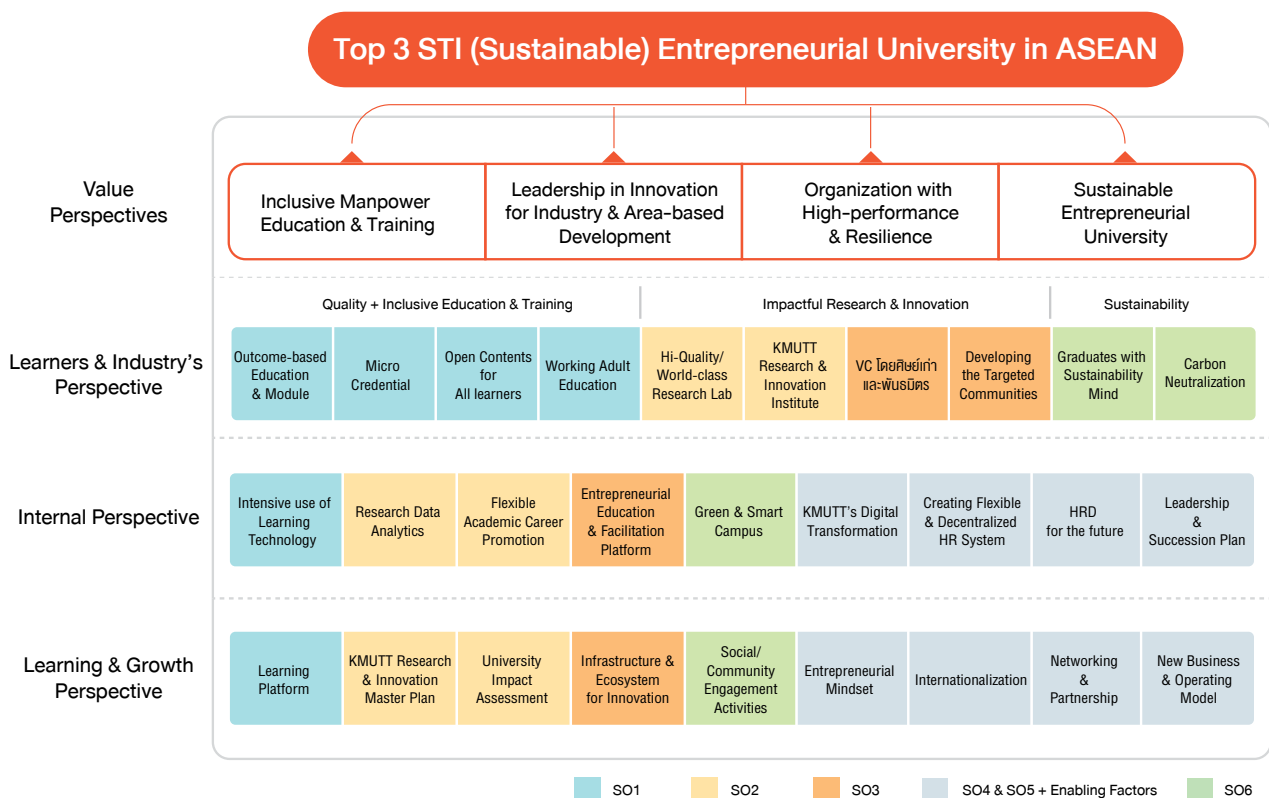 Top 3 STI (Sustainable) Entrepreneurial University in ASEAN
Value
Perspectives
Inclusive Manpower
Education & Training
Leadership in Innovation
for Industry & Area-based
Development
Organization with
High-performance
& Resilience
Sustainable
Entrepreneurial
University
Quality + Inclusive Education & Training
Impactful Research & Innovation
Sustainability
Learners & Industry's
Perspective
Outcome-based
Education
& Module
Micro
Credential
Open Contents
for
All learners
Working Adult
Education
Hi-Quality/
World-class
Research Lab
KMUTT
Research &
Innovation
Institute
VC โดยศิษย์เก่า
และพันธมิตร
Developing
the Targeted
Communities
Graduates with
Sustainability
Mind
Carbon
Neutralization
Internal Perspective
Intensive use of
Learning
Technology
Research Data
Analytics
Flexible
Academic Career
Promotion
Entrepreneurial
Education
& Facilitation
Platform
Green & Smart
Campus
KMUTT's Digital
Transformation
Creating Flexible
& Decentralized
HR System
HRD
for the future
Leadership
&
Succession Plan
Learning & Growth
Perspective
Learning
Platform
KMUTT Research
& Innovation
Master Plan
University
Impact
Assessment
Infrastructure &
Ecosystem
for Innovation
Social/
Community
Engagement
Activities
Entrepreneurial
Mindset
Internationalization
Networking
&
Partnership
New Business
& Operating
Model
SO1
SO2
SO3
SO4 & SO5 + Enabling Factors
SO6